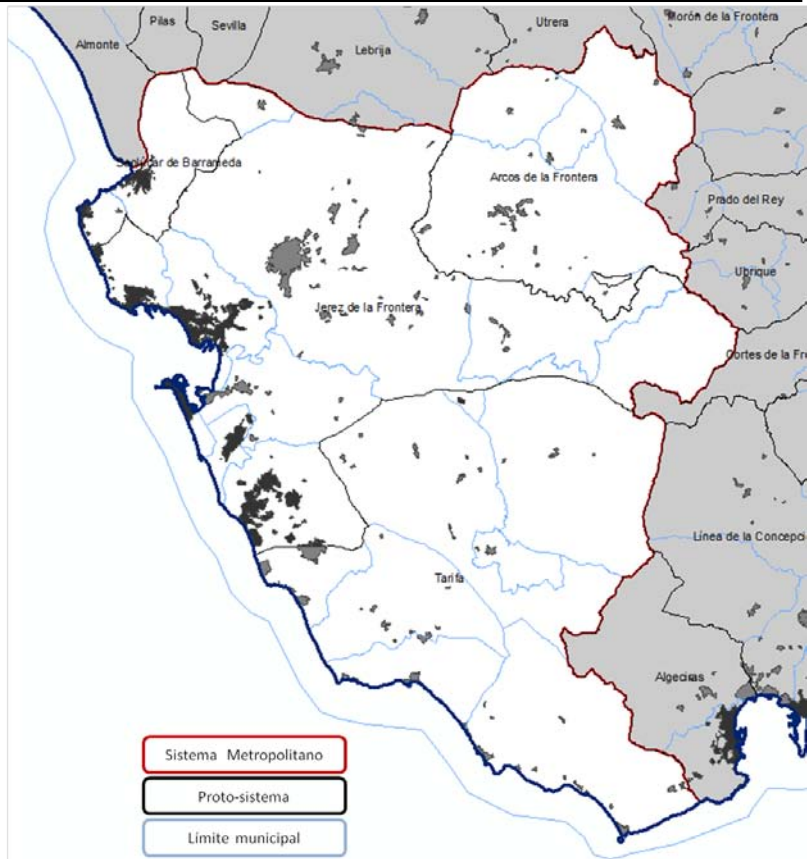 Pilas
Sevilla
Utrera
Morón de la Frontera
Almonte
Lebrija
Sanlúcar de Barrameda
Arcos de la Frontera
Prado del Rey
Ubrique
Jerez de la Frontera
Cortes de la Fre
Línea de la Concepci
Tarifa
Algeciras
Sistema Metropolitano
Proto-sistema
Límite municipal